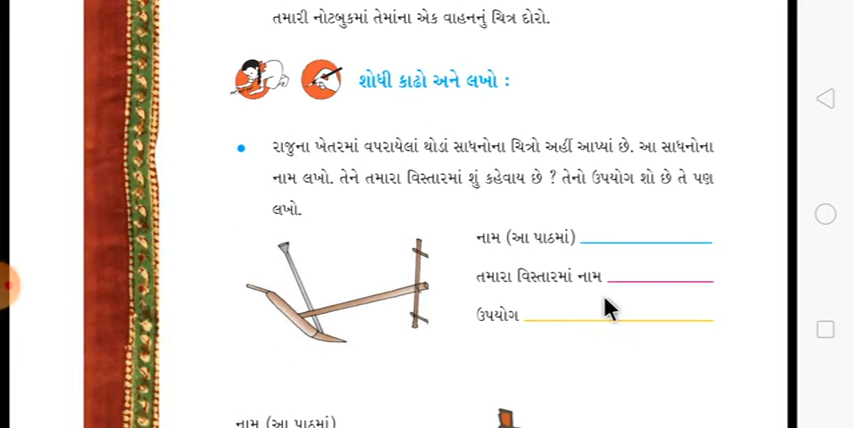 તમારી નોટબુકમાં તેમાંના એક વાહનનું ચિત્ર દોરો.
શોધી કાઢો અને લખો :
રાજુના ખેતરમાં વપરાયેલાં થોડાં સાધનોના ચિત્રો અહીં આપ્યાં છે. આ સાધનોના
નામ લખો. તેને તમારા વિસ્તારમાં શું કહેવાય છે ? તેનો ઉપયોગ શો છે તે પણ
લખો.
નામ (આ પાઠમાં)
તમારા વિસ્તારમાં નામ
ઉપયોગ
નામ (આ પાઠમાં)